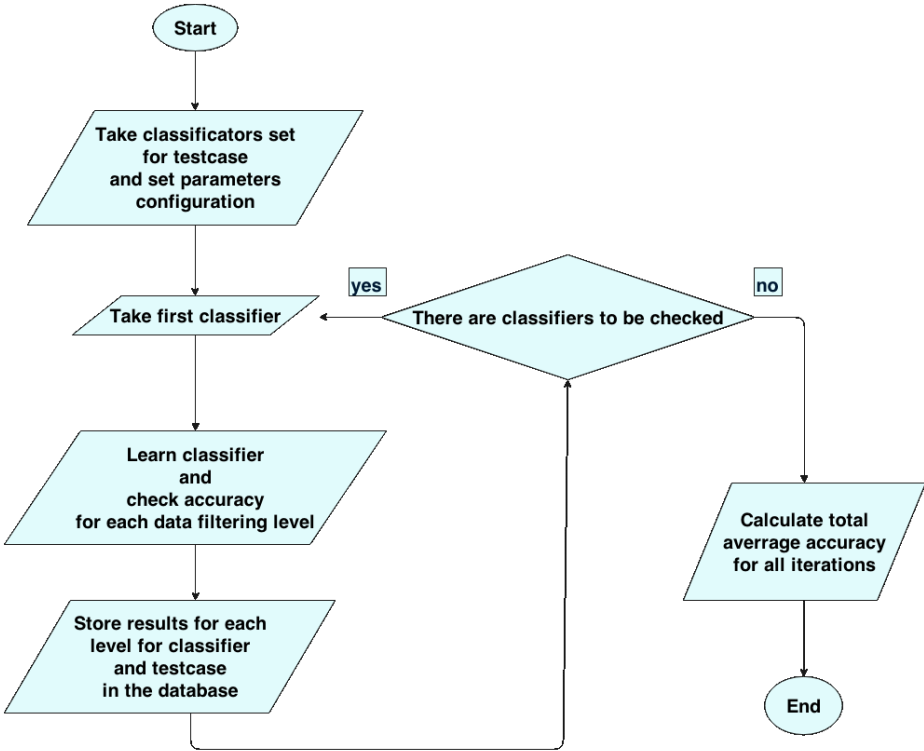 Start
Take classificators set
for testcase
and set parameters
configuration
Take first classifier
yes
There are classifiers to be checked
no
Learn classifier
and
check accuracy
for each data filtering level
Store results for each
level for classifier
and testcase
in the database
Calculate total
averrage accuracy
for all iterations
End